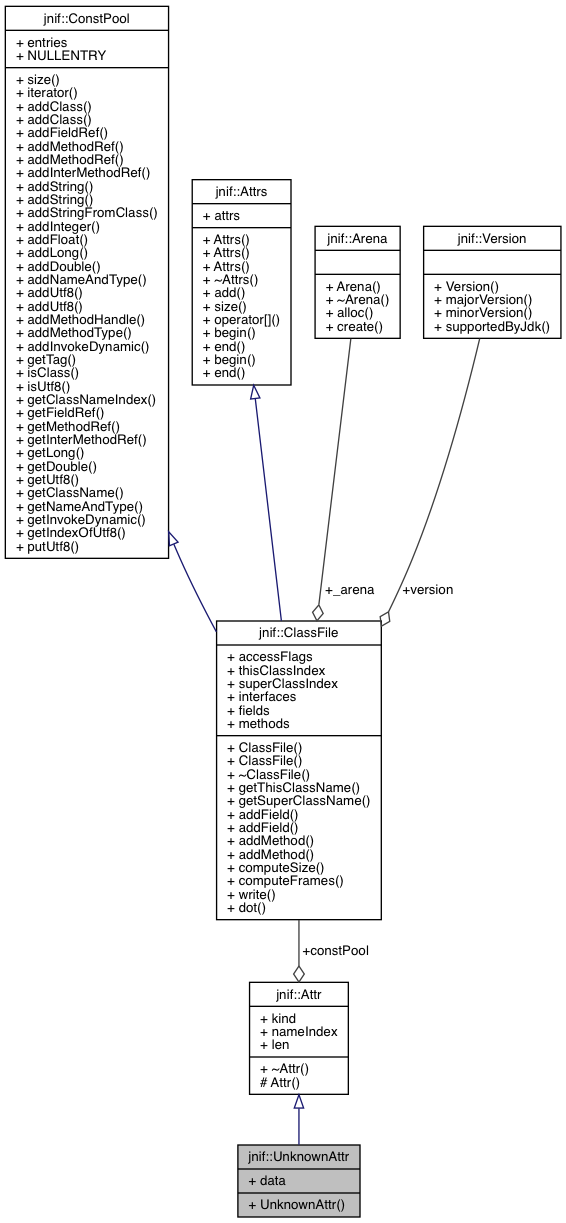 jnif::ConstPool
+ entries
+ NULLENTRY
+ size()
+ iterator()
+ addClass()
+ addClass()
+ addFieldRef()
+ addMethodRef()
+ addMethodRef()
+ addInterMethodRef()
+ addString()
+ addString()
+ addStringFromClass()
+ addInteger()
+ addFloat()
+ addLong()
+ addDouble()
+ addNameAndType()
+ addUtf8()
+ addUtf8()
+ addMethodHandle()
+ addMethodType()
+ addInvokeDynamic()
+ getTag()
+ isClass()
+ isUtf8()
+ getClassNameIndex()
+ getFieldRef()
+ getMethodRef()
+ getInterMethodRef()
+ getLong()
+ getDouble()
+ getUtf8()
+ getClassName()
+ getNameAndType()
+ getInvokeDynamic()
+ getIndexOfUtf8()
+ putUtf8()
jnif::Attrs
+ attrs
+ Attrs()
+ Attrs()
+ Attrs()
+ ~Attrs()
+ add()
+ size()
+ operator[]()
+ begin()
+ end()
+ begin()
+ end()
jnif::Arena
+ Arena()
+ ~Arena()
+ alloc()
+ create()
jnif::Version
+ Version()
+ majorVersion()
+ minorVersion()
+ supportedByJdk()
+_arena
+version
jnif::ClassFile
+ accessFlags
+ thisClassIndex
+ superClassIndex
+ interfaces
+ fields
+ methods
+ ClassFile()
+ ClassFile()
+ ~ClassFile()
+ getThisClassName()
+ getSuperClassName()
+ addField()
+ addField()
+ addMethod()
+ addMethod()
+ computeSize()
+ computeFrames()
+ write()
+ dot()
+constPool
jnif::Attr
+ kind
+ nameIndex
+ len
+ ~Attr()
# Attr()
jnif::UnknownAttr
+ data
+ UnknownAttr()